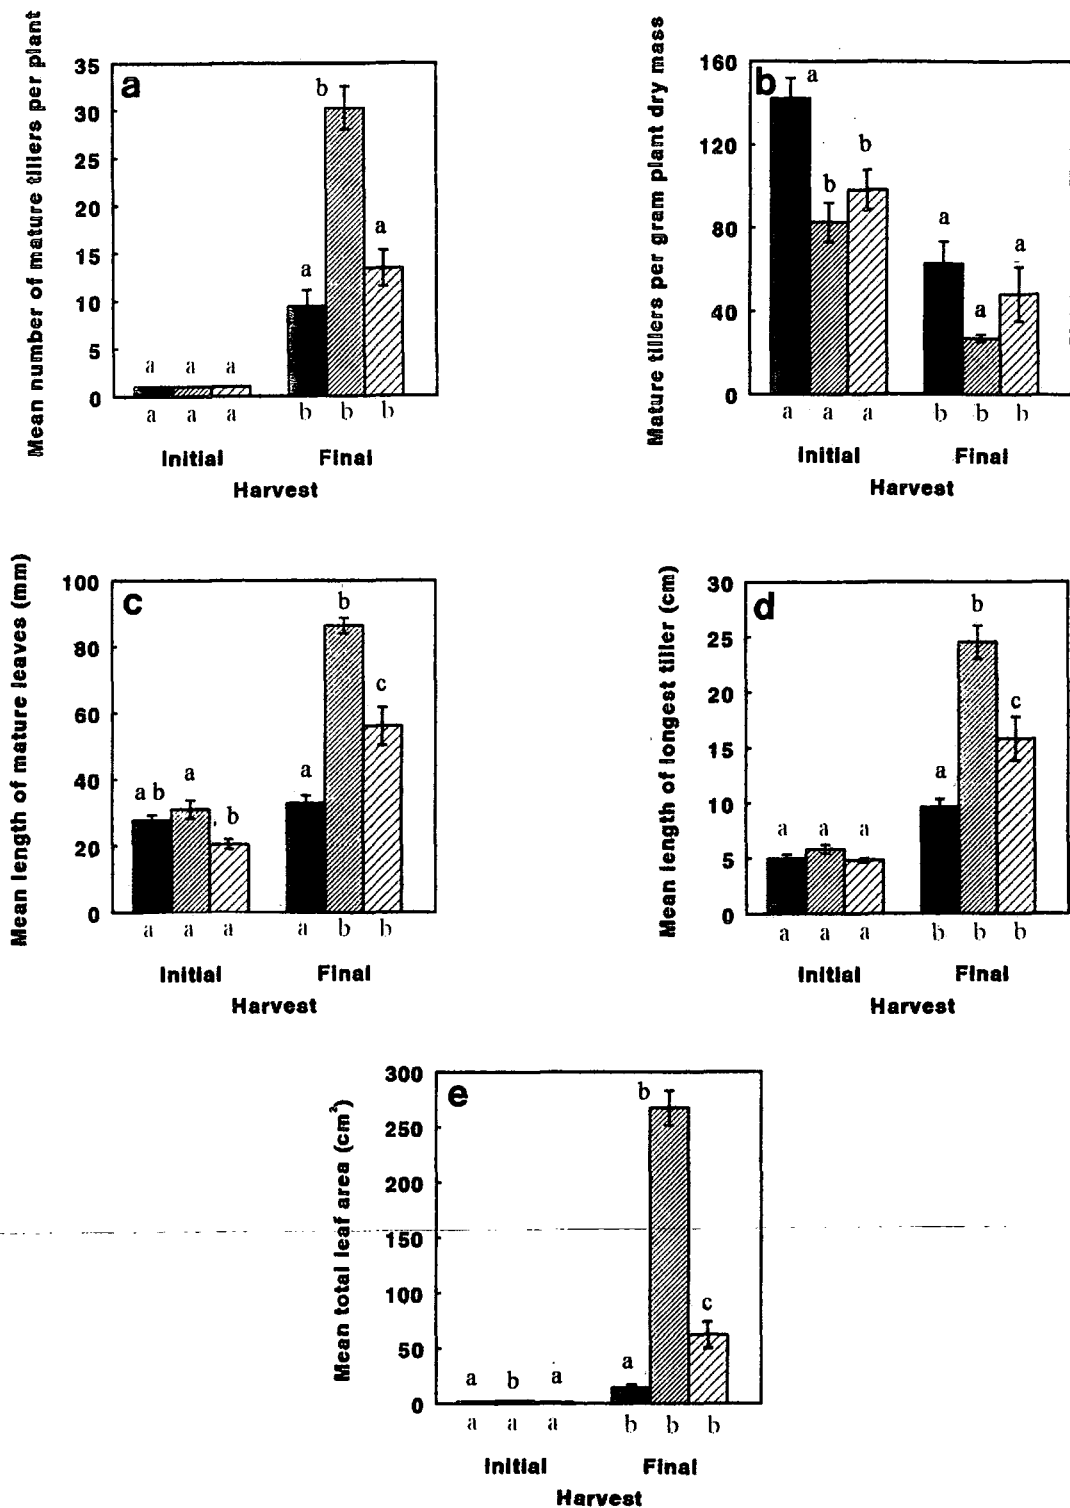 Mean number of mature tillers per plant
a
35
30
25
20
15
10
5
0
a a a
b
a
a
a a a
b b b
Initial Final
Harvest
Mature tillers per gram plant dry mass
b
160
120
80
40
0
a
b
b
a
a
a
a a a
b b b
Initial Final
Harvest
Mean length of mature leaves (mm)
c
100
80
60
40
20
0
a b
a
b
a
b
c
a a a
a b b
Initial Final
Harvest
Mean length of longest tiller (cm)
d
30
25
20
15
10
5
0
a a a
a
b
c
a a a
b b b
Initial Final
Harvest
Mean total leaf area (cm²)
e
300
250
200
150
100
50
0
a b a
a
b
c
a a a
b b b
Initial Final
Harvest